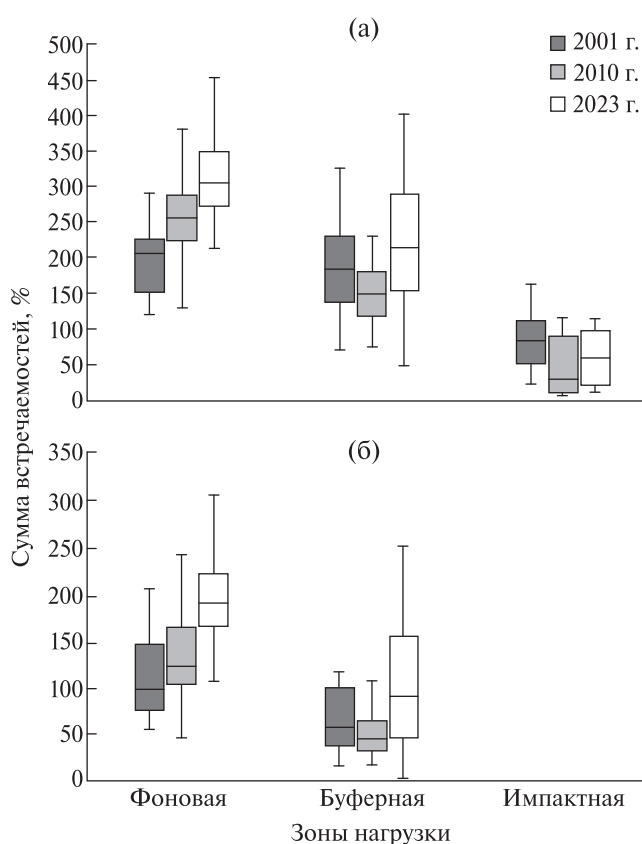 (а)
2001 г.
2010 г.
2023 г.
500
450
400
350
300
250
200
150
100
50
0
Сумма встречаемостей, %
(б)
350
300
250
200
150
100
50
0
Фоновая Буферная Импактная
Зоны нагрузки